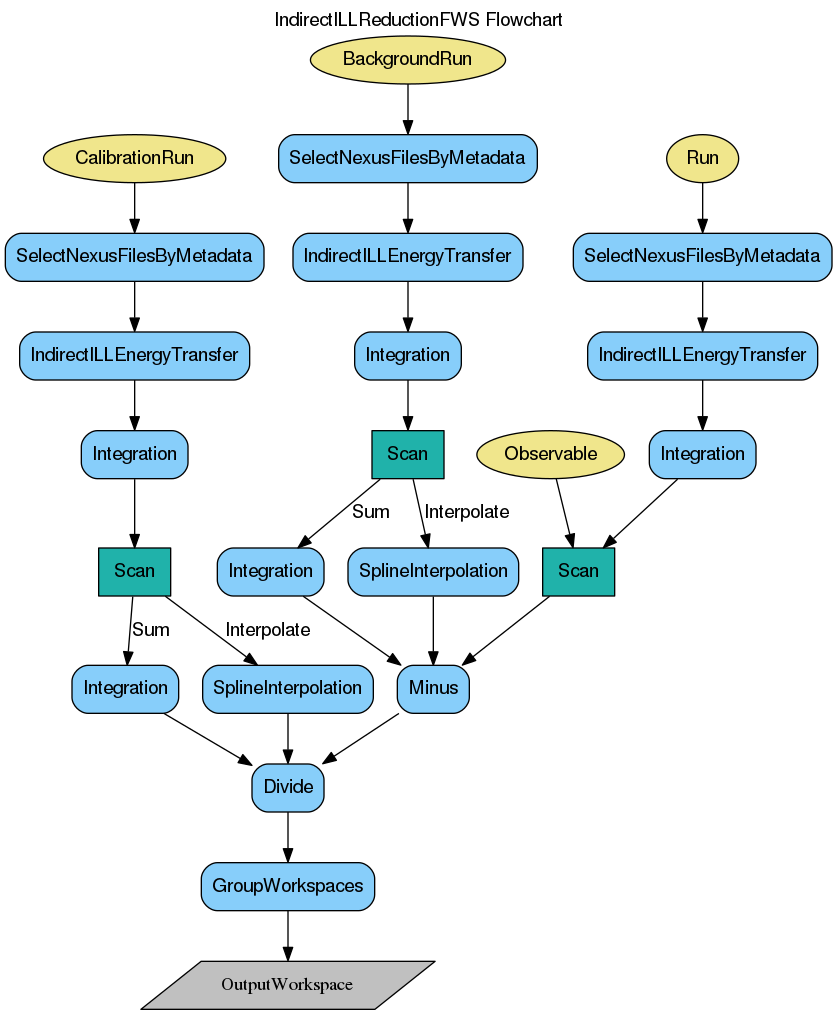 IndirectILLReductionFWS Flowchart
BackgroundRun
CalibrationRun
SelectNexusFilesByMetadata
Run
SelectNexusFilesByMetadata
IndirectILLEnergyTransfer
SelectNexusFilesByMetadata
IndirectILLEnergyTransfer
Integration
IndirectILLEnergyTransfer
Integration
Scan
Observable
Integration
Sum
Interpolate
Scan
Integration
SplineInterpolation
Scan
Sum
Interpolate
Integration
SplineInterpolation
Minus
Divide
GroupWorkspaces
OutputWorkspace